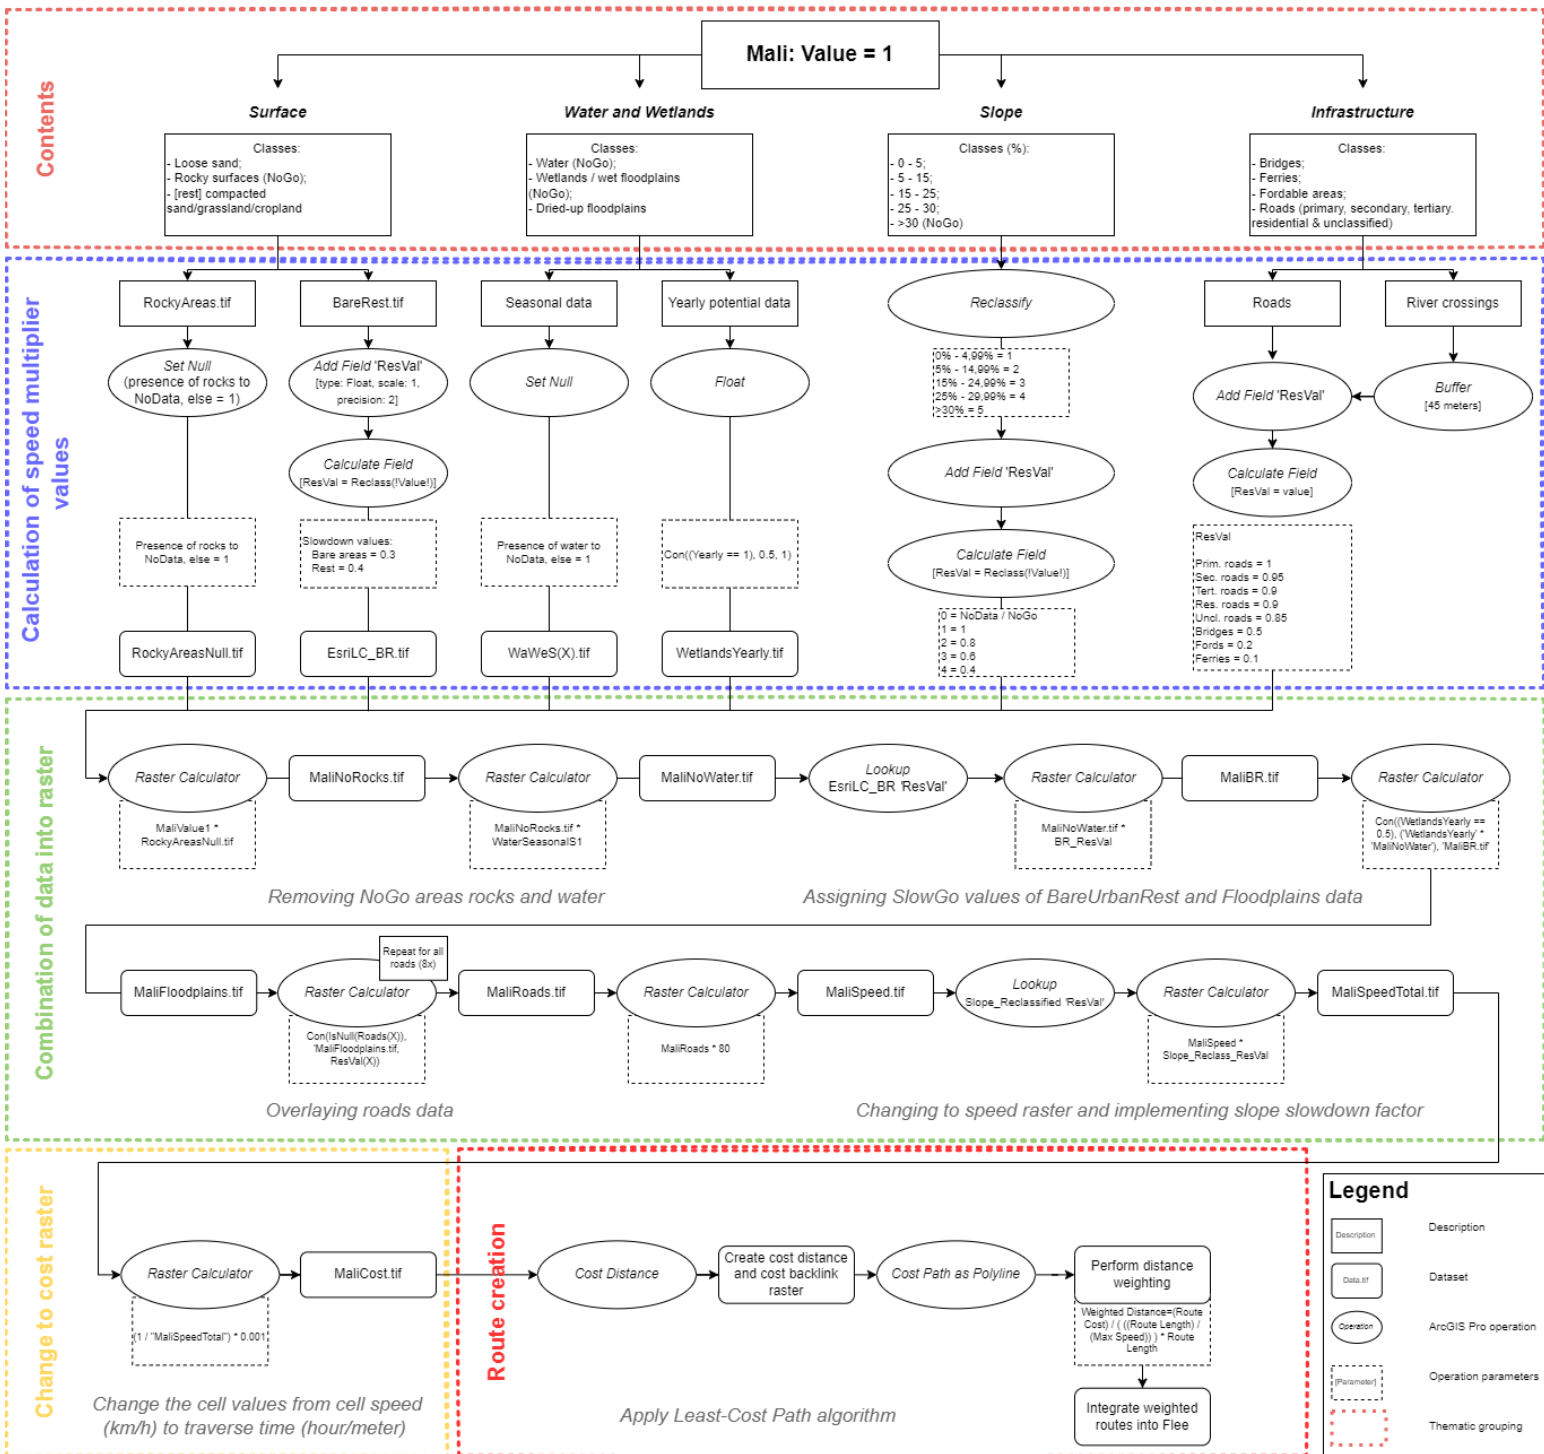 Mali: Value = 1
Contents
Surface
Classes:
- Loose sand;
- Rocky surfaces (NoGo);
- [rest] compacted
sand/grassland/cropland
Water and Wetlands
Classes:
- Water (NoGo);
- Wetlands / wet floodplains
(NoGo);
- Dried-up floodplains
Slope
Classes (%):
- 0 - 5;
- 5 - 15;
- 15 - 25;
- 25 - 30;
- >30 (NoGo)
Infrastructure
Classes:
- Bridges;
- Ferries;
- Fordable areas;
- Roads (primary, secondary, tertiary.
residential & unclassified)
Calculation of speed multiplier
values
RockyAreas.tif
Set Null
(presence of rocks to
NoData, else = 1)
Presence of rocks to
NoData, else = 1
RockyAreasNull.tif
BareRest.tif
Add Field 'ResVal'
[type: Float, scale: 1,
precision: 2]
Calculate Field
[ResVal = Reclass(!Value!)]
Slowdown values:
Bare areas = 0.3
Rest = 0.4
EsriLC_BR.tif
Seasonal data
Set Null
Presence of water to
NoData, else = 1
WaWeS(X).tif
Yearly potential data
Float
Con((Yearly == 1), 0.5, 1)
WetlandsYearly.tif
Reclassify
0% - 4,99% = 1
5% - 14,99% = 2
15% - 24,99% = 3
25% - 29,99% = 4
>30% = 5
Add Field 'ResVal'
Calculate Field
[ResVal = Reclass(!Value!)]
0 = NoData / NoGo
1 = 1
2 = 0.8
3 = 0.6
4 = 0.4
Roads
River crossings
Add Field 'ResVal'
Buffer
[45 meters]
Calculate Field
[ResVal = value]
ResVal
Prim. roads = 1
Sec. roads = 0.95
Tert. roads = 0.9
Res. roads = 0.9
Uncl. roads = 0.85
Bridges = 0.5
Fords = 0.2
Ferries = 0.1
Combination of data into raster
Raster Calculator
MaliValue1 *
RockyAreasNull.tif
MaliNoRocks.tif
Raster Calculator
MaliNoRocks.tif *
WaterSeasonalS1
MaliNoWater.tif
Lookup
EsriLC_BR 'ResVal'
Raster Calculator
MaliNoWater.tif *
BR_ResVal
MaliBR.tif
Raster Calculator
Con((WetlandsYearly ==
0.5), ('WetlandsYearly' *
'MaliNoWater'), 'MaliBR.tif'
Removing NoGo areas rocks and water
Assigning SlowGo values of BareUrbanRest and Floodplains data
MaliFloodplains.tif
Repeat for all
roads (8x)
Raster Calculator
Con(IsNull(Roads(X)),
'MaliFloodplains.tif,
ResVal(X))
MaliRoads.tif
Raster Calculator
MaliRoads * 80
MaliSpeed.tif
Lookup
Slope_Reclassified 'ResVal'
Raster Calculator
MaliSpeed *
Slope_Reclass_ResVal
MaliSpeedTotal.tif
Overlaying roads data
Changing to speed raster and implementing slope slowdown factor
Change to cost raster
Raster Calculator
(1 / "MaliSpeedTotal") * 0.001
MaliCost.tif
Change the cell values from cell speed
(km/h) to traverse time (hour/meter)
Route creation
Cost Distance
Create cost distance
and cost backlink
raster
Cost Path as Polyline
Perform distance
weighting
Weighted Distance=(Route
Cost) / ( ((Route Length) /
(Max Speed)) ) * Route
Length
Integrate weighted
routes into Flee
Apply Least-Cost Path algorithm
Legend
Description
Description
Data.tif
Dataset
Operation
ArcGIS Pro operation
[Parameter]
Operation parameters
Thematic grouping